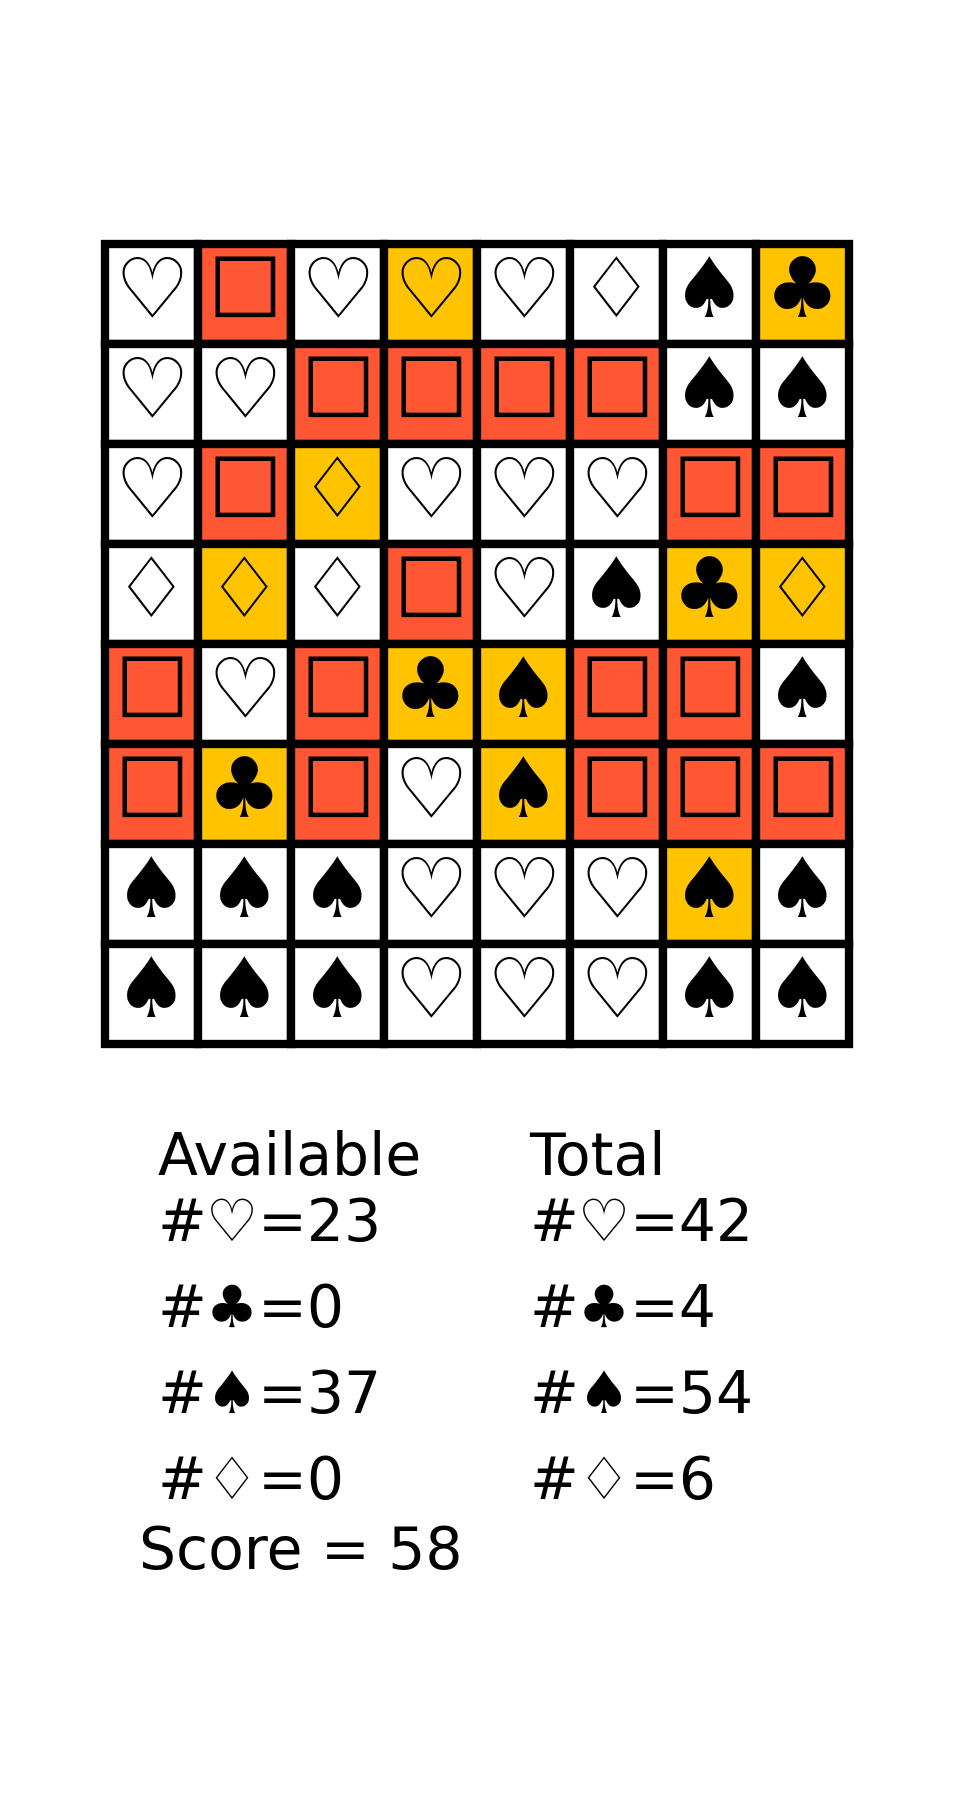 ♡ □ ♡ ♡ ♡ ♢ ♠ ♣
♡ ♡ □ □ □ □ ♠ ♠
♡ □ ♢ ♡ ♡ ♡ □ □
♢ ♢ ♢ □ ♡ ♠ ♣ ♢
□ ♡ □ ♣ ♠ □ □ ♠
□ ♣ □ ♡ ♠ □ □ □
♠ ♠ ♠ ♡ ♡ ♡ ♠ ♠
♠ ♠ ♠ ♡ ♡ ♡ ♠ ♠
Available Total
#♡=23 #♡=42
#♣=0 #♣=4
#♠=37 #♠=54
#♢=0 #♢=6
Score = 58